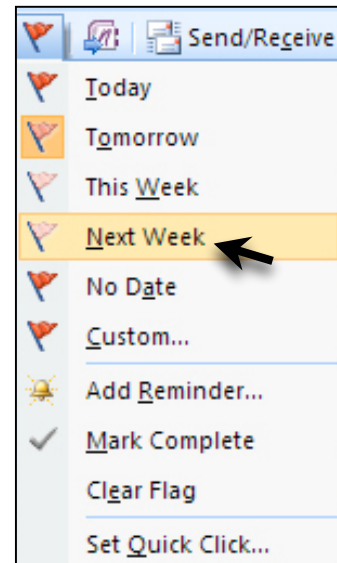 Send/Receive
Today
Tomorrow
This Week
Next Week
No Date
Custom...
Add Reminder...
Mark Complete
Clear Flag
Set Quick Click...